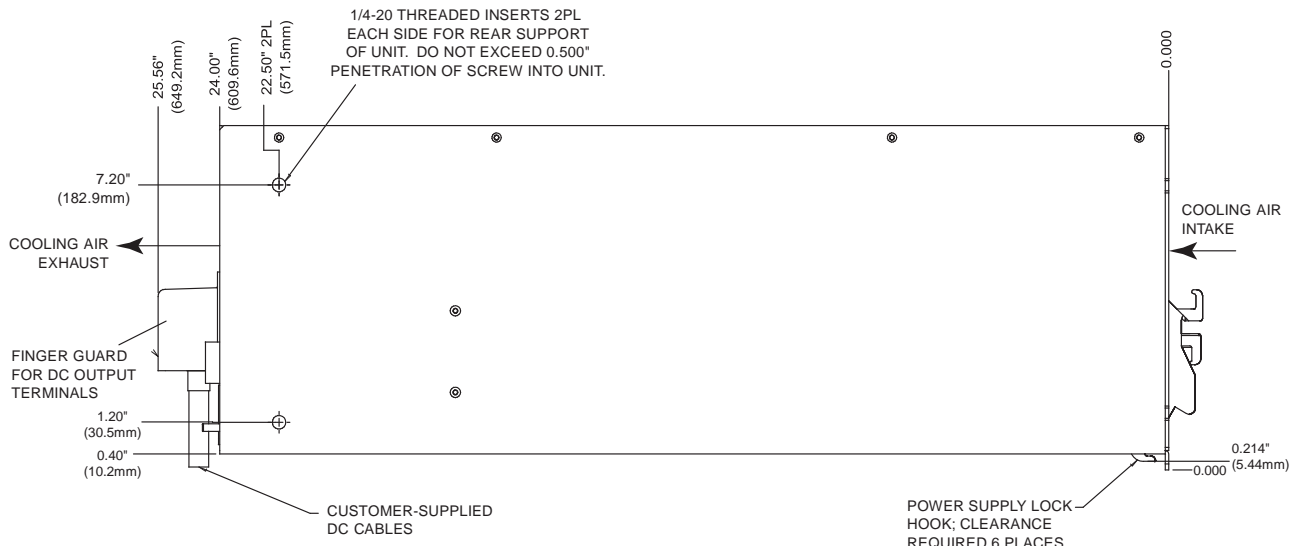 1/4-20 THREADED INSERTS 2PL
EACH SIDE FOR REAR SUPPORT
OF UNIT. DO NOT EXCEED 0.500"
PENETRATION OF SCREW INTO UNIT.
25.56"
(649.2mm)
24.00"
(609.6mm)
22.50" 2PL
(571.5mm)
0.000
7.20"
(182.9mm)
COOLING AIR
EXHAUST
COOLING AIR
INTAKE
FINGER GUARD
FOR DC OUTPUT
TERMINALS
1.20"
(30.5mm)
0.40"
(10.2mm)
0.214"
(5.44mm)
0.000
CUSTOMER-SUPPLIED
DC CABLES
POWER SUPPLY LOCK
HOOK; CLEARANCE
REQUIRED 6 PLACES